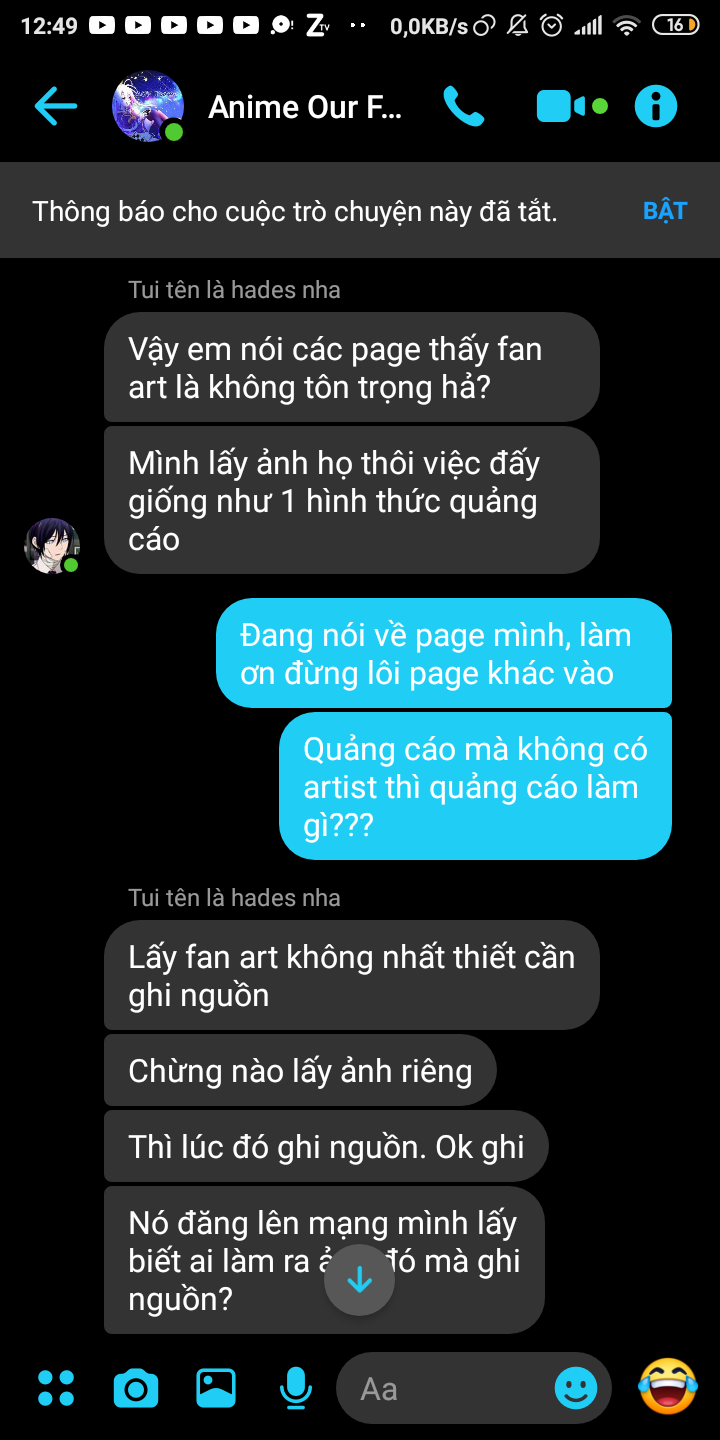 12:49
0,0KB/s
16
Anime Our F...
Thông báo cho cuộc trò chuyện này đã tắt.
BẬT
Tui tên là hades nha
Vậy em nói các page thấy fan
art là không tôn trọng hả?
Mình lấy ảnh họ thôi việc đấy
giống như 1 hình thức quảng
cáo
Đang nói về page mình, làm
ơn đừng lôi page khác vào
Quảng cáo mà không có
artist thì quảng cáo làm
gì???
Tui tên là hades nha
Lấy fan art không nhất thiết cần
ghi nguồn
Chừng nào lấy ảnh riêng
Thì lúc đó ghi nguồn. Ok ghi
Nó đăng lên mạng mình lấy
biết ai làm ra đó mà ghi
nguồn?
Aa